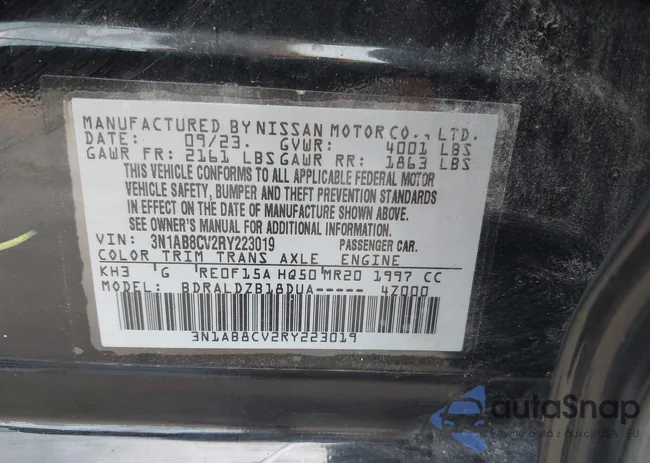 MANUFACTURED BY NISSAN MOTOR CO., LTD.
DATE: 09/23. GVWR: 4001 LBS
GAWR FR: 2161 LBS GAWR RR: 1863 LBS
THIS VEHICLE CONFORMS TO ALL APPLICABLE FEDERAL MOTOR
VEHICLE SAFETY, BUMPER AND THEFT PREVENTION STANDARDS
IN EFFECT ON THE DATE OF MANUFACTURE SHOWN ABOVE.
SEE OWNER'S MANUAL FOR ADDITIONAL INFORMATION.
VIN: 3N1AB8CV2RY223019 PASSENGER CAR.
COLOR TRIM TRANS AXLE ENGINE
KH3 'G RE0F15A HQ50 MR20 1997 CC
MODEL: BDRALDZB18DUA----- 4Z000
3N1AB8CV2RY223019
autoSnap